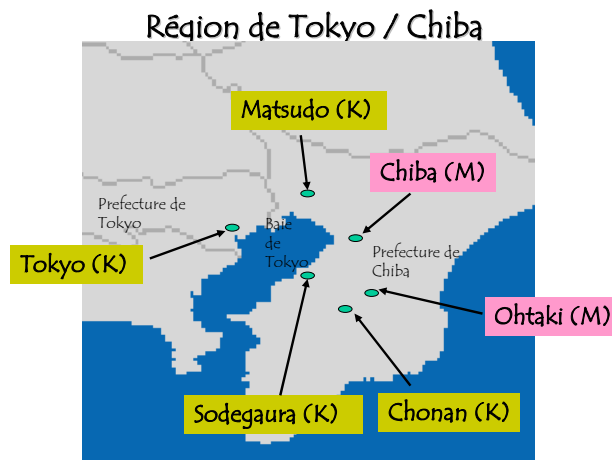 Région de Tokyo / Chiba
Matsudo (K)
Chiba (M)
Prefecture de
Tokyo
Baie
de
Tokyo
Prefecture de
Chiba
Tokyo (K)
Ohtaki (M)
Sodegaura (K)
Chonan (K)